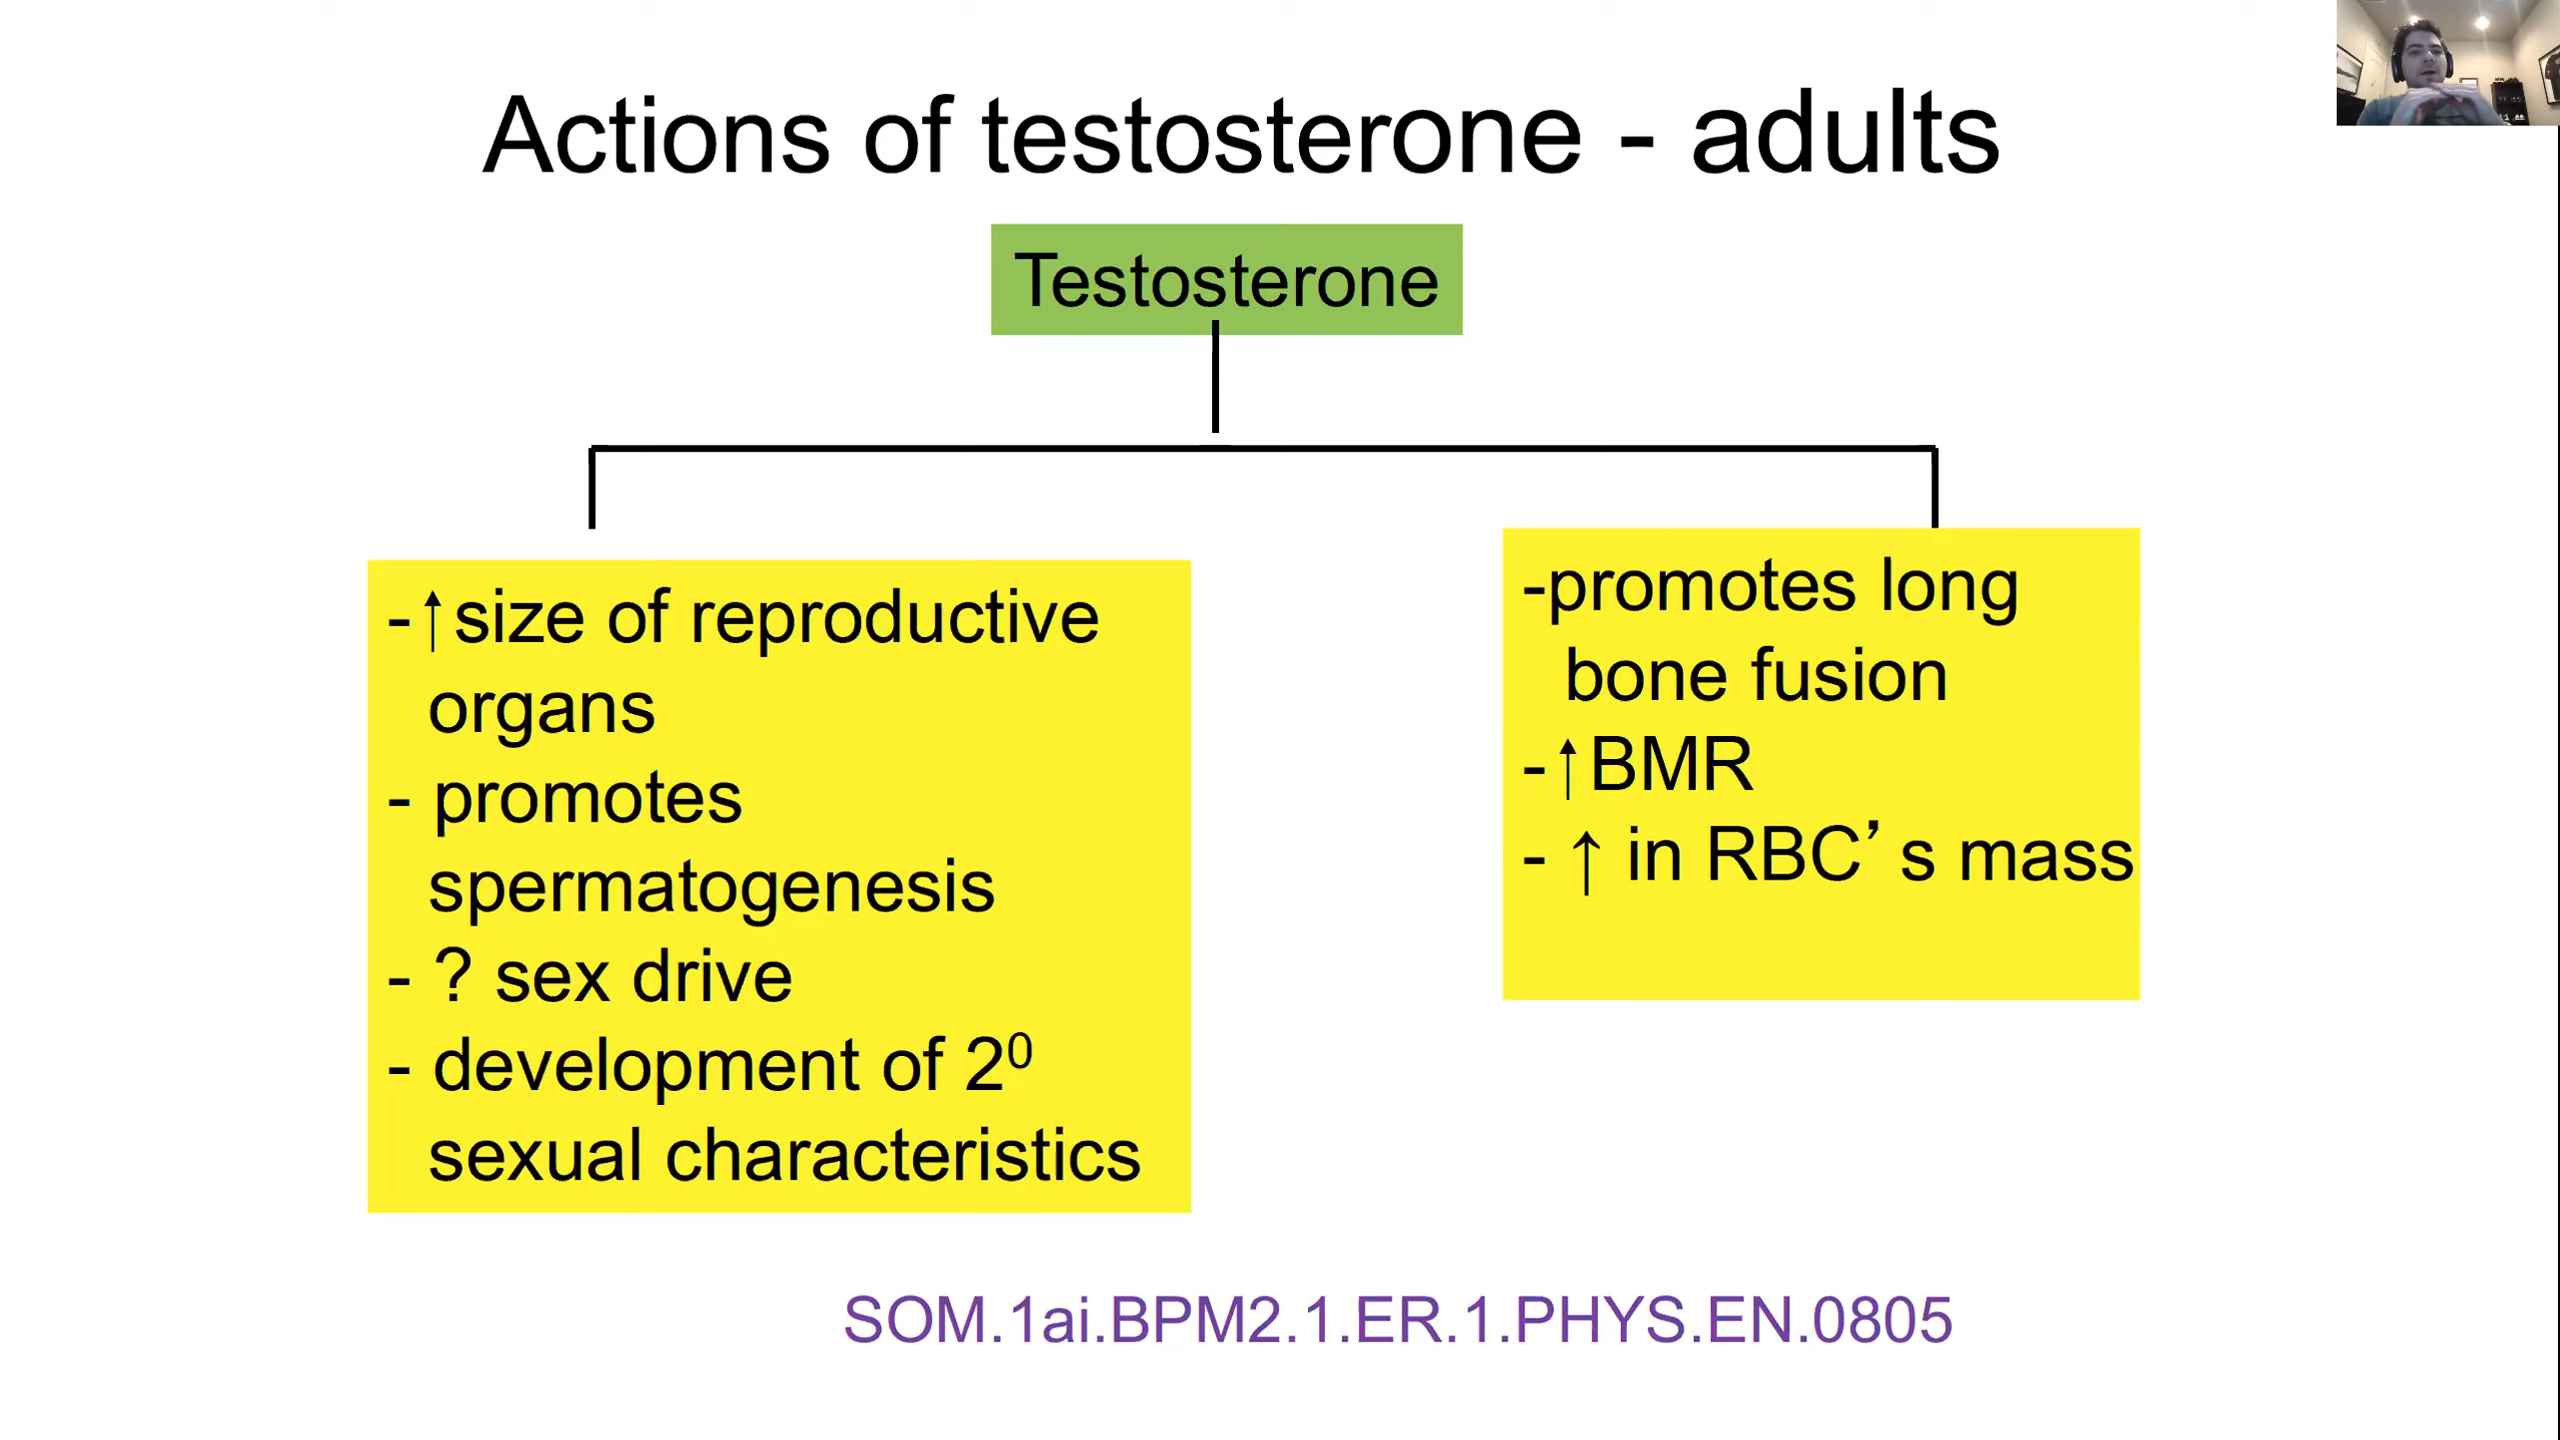 Actions of testosterone - adults
Testosterone
-↑size of reproductive
organs
- promotes
spermatogenesis
- ? sex drive
- development of 2⁰
sexual characteristics
-promotes long
bone fusion
-↑BMR
- ↑ in RBC’s mass
SOM.1ai.BPM2.1.ER.1.PHYS.EN.0805